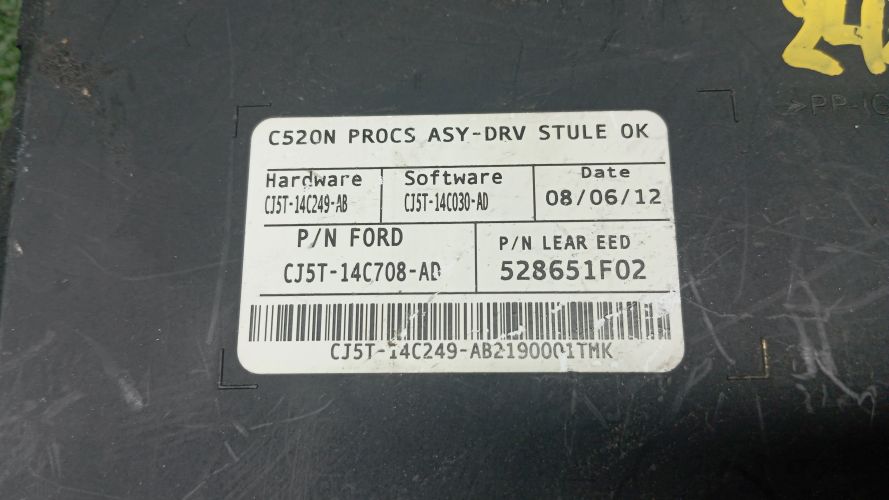 C520N PROCS ASY-DRV STULE OK
Hardware Software Date
CJ5T-14C249-AB CJ5T-14C030-AD 08/06/12
P/N FORD P/N LEAR EED
CJ5T-14C708-AD 528651F02
CJ5T-14C249-AB2190001TMK